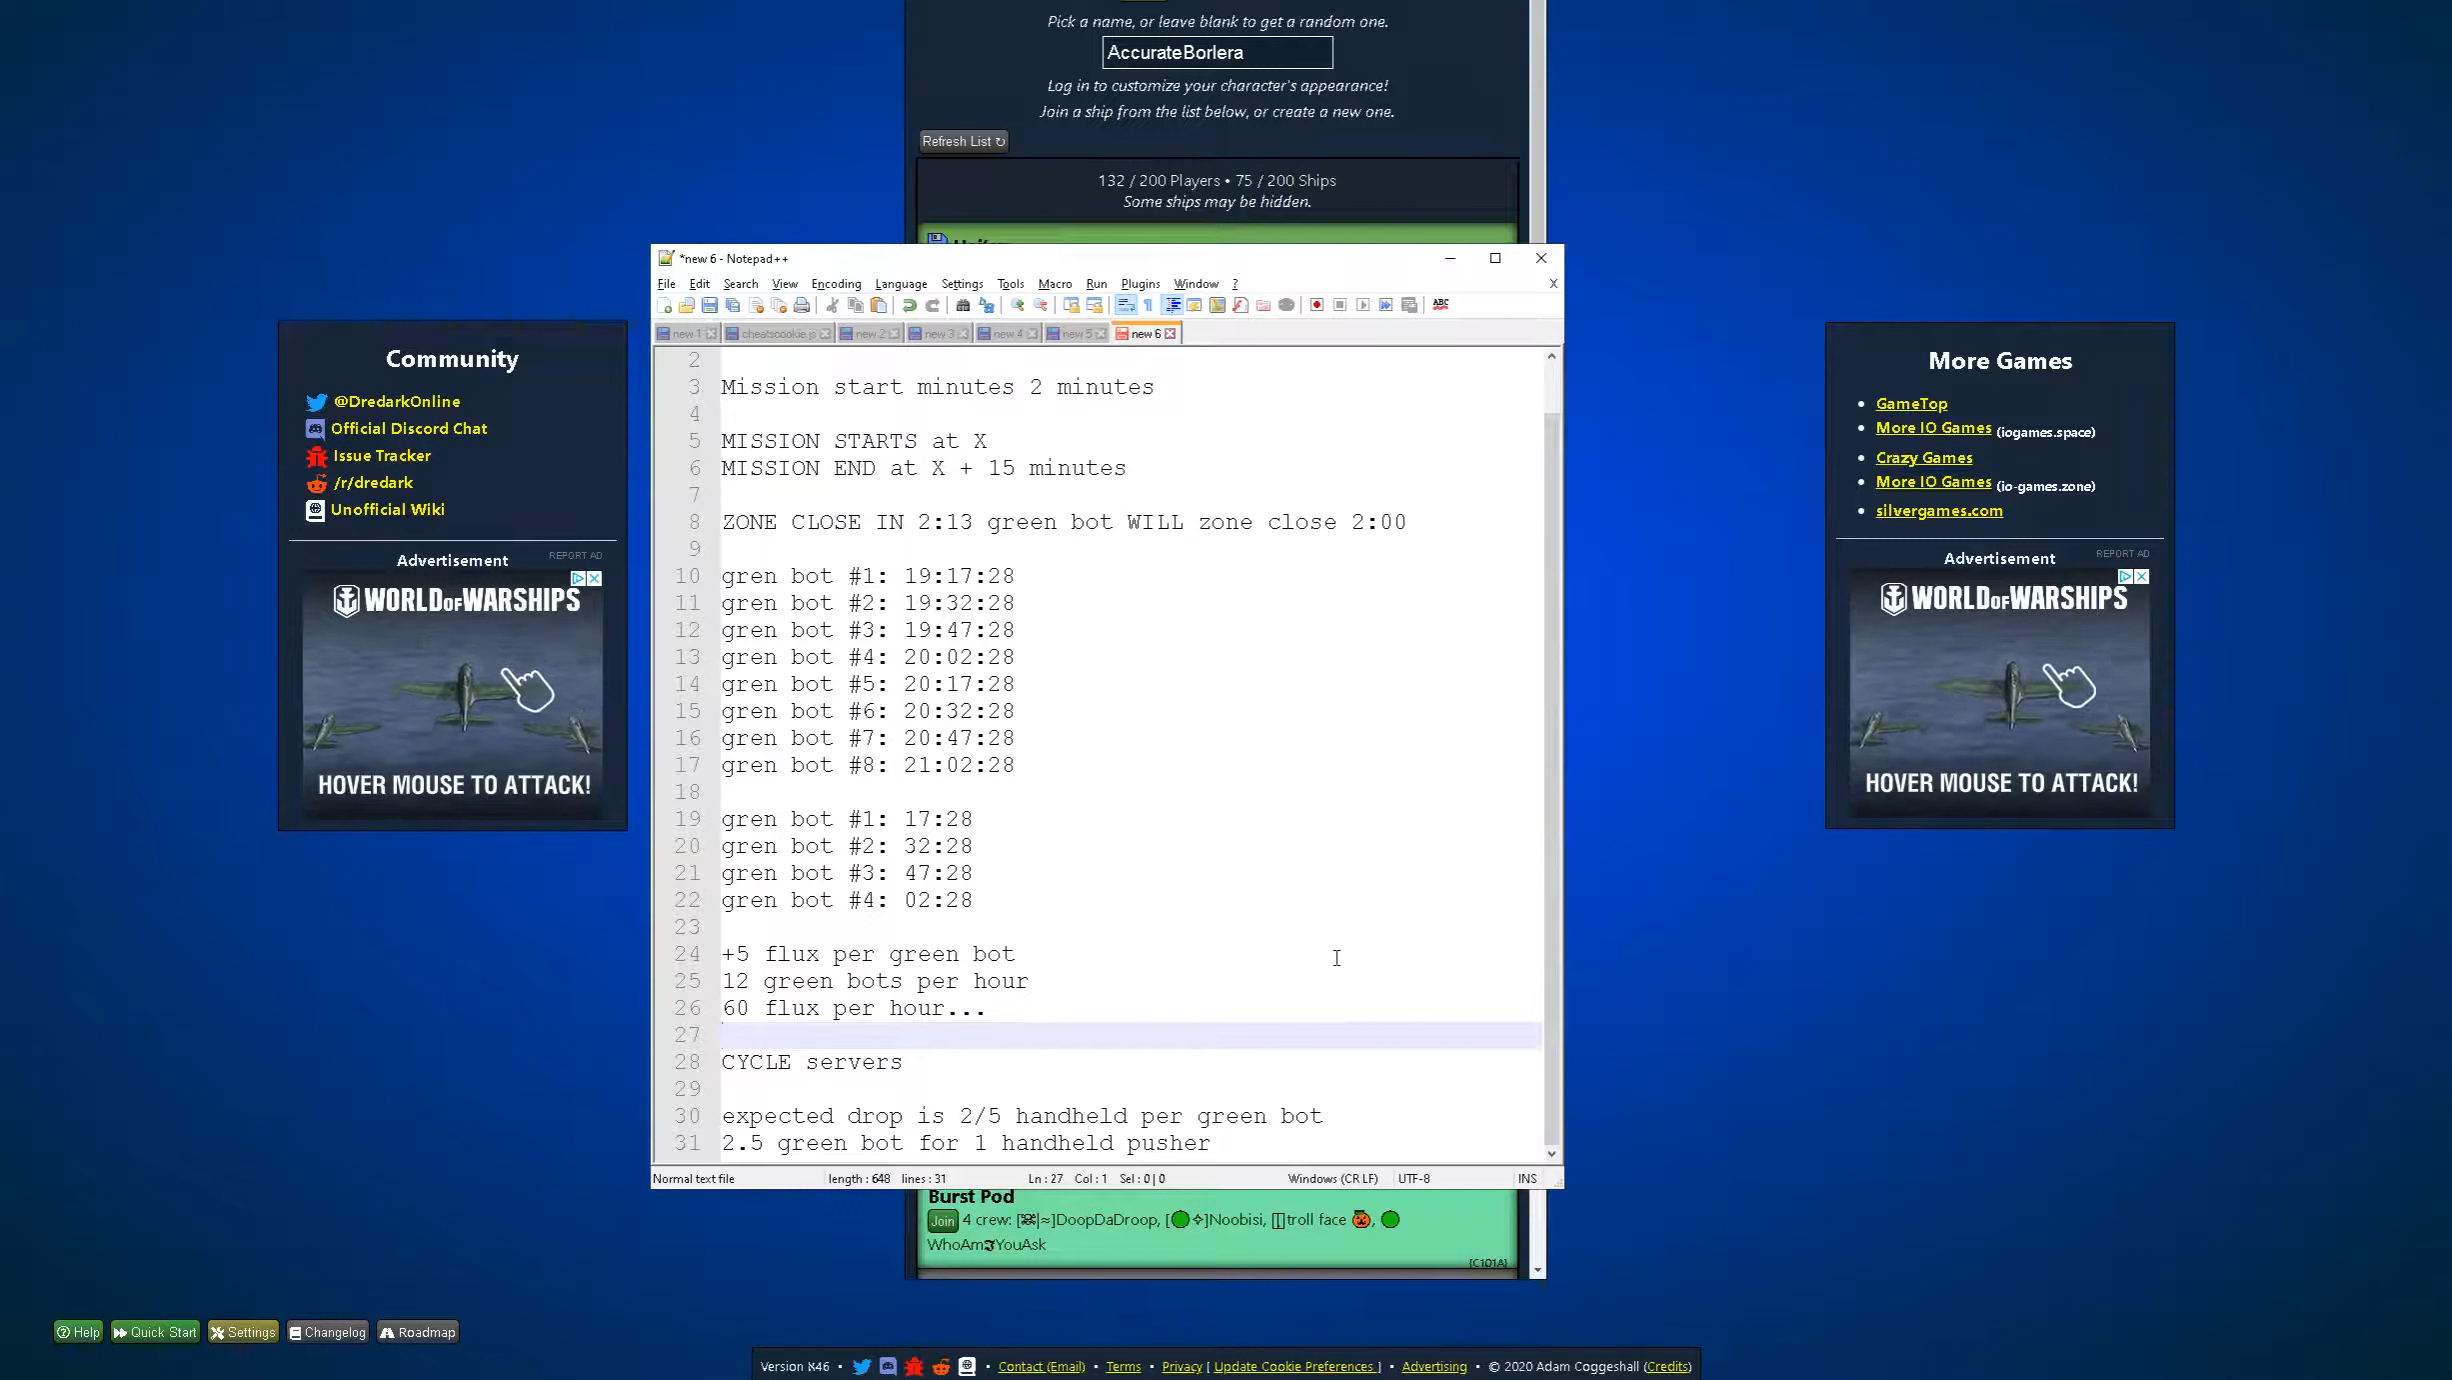 Pick a name, or leave blank to get a random one.
AccurateBorlera
Log in to customize your character's appearance!
Join a ship from the list below, or create a new one.
Refresh List ↻
132 / 200 Players • 75 / 200 Ships
Some ships may be hidden.
*new 6 - Notepad++
File Edit Search View Encoding Language Settings Tools Macro Run Plugins Window ?
X
ABC
new 1 cheatscookie.js new 2 new 3 new 4 new 5 new 6
2
3 Mission start minutes 2 minutes
4
5 MISSION STARTS at X
6 MISSION END at X + 15 minutes
7
8 ZONE CLOSE IN 2:13 green bot WILL zone close 2:00
9
10 gren bot #1: 19:17:28
11 gren bot #2: 19:32:28
12 gren bot #3: 19:47:28
13 gren bot #4: 20:02:28
14 gren bot #5: 20:17:28
15 gren bot #6: 20:32:28
16 gren bot #7: 20:47:28
17 gren bot #8: 21:02:28
18
19 gren bot #1: 17:28
20 gren bot #2: 32:28
21 gren bot #3: 47:28
22 gren bot #4: 02:28
23
24 +5 flux per green bot
25 12 green bots per hour
26 60 flux per hour...
27
28 CYCLE servers
29
30 expected drop is 2/5 handheld per green bot
31 2.5 green bot for 1 handheld pusher
Normal text file length : 648 lines : 31 Ln : 27 Col : 1 Sel : 0 | 0 Windows (CR LF) UTF-8 INS
Burst Pod
Join 4 crew: [☠|≈]DoopDaDroop, [🟢✧]Noobisi, []troll face 🎃, 🟢
WhoAm YouAsk
{C101A}
Community
@DredarkOnline
Official Discord Chat
Issue Tracker
/r/dredark
Unofficial Wiki
Advertisement REPORT AD
WORLD OF WARSHIPS
HOVER MOUSE TO ATTACK!
More Games
GameTop
More IO Games (iogames.space)
Crazy Games
More IO Games (io-games.zone)
silvergames.com
Advertisement REPORT AD
WORLD OF WARSHIPS
HOVER MOUSE TO ATTACK!
Help Quick Start Settings Changelog Roadmap
Version ℵ46 • • Contact (Email) • Terms • Privacy [ Update Cookie Preferences ] • Advertising • © 2020 Adam Coggeshall (Credits)